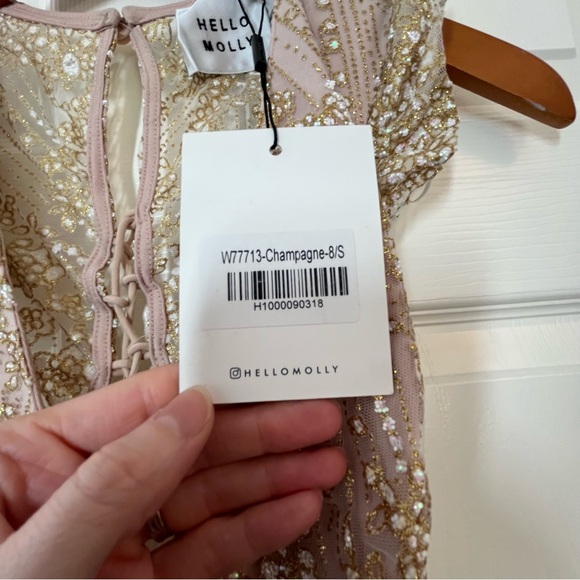 HELLO
MOLLY
W77713-Champagne-8/S
H1000090318
HELLOMOLLY